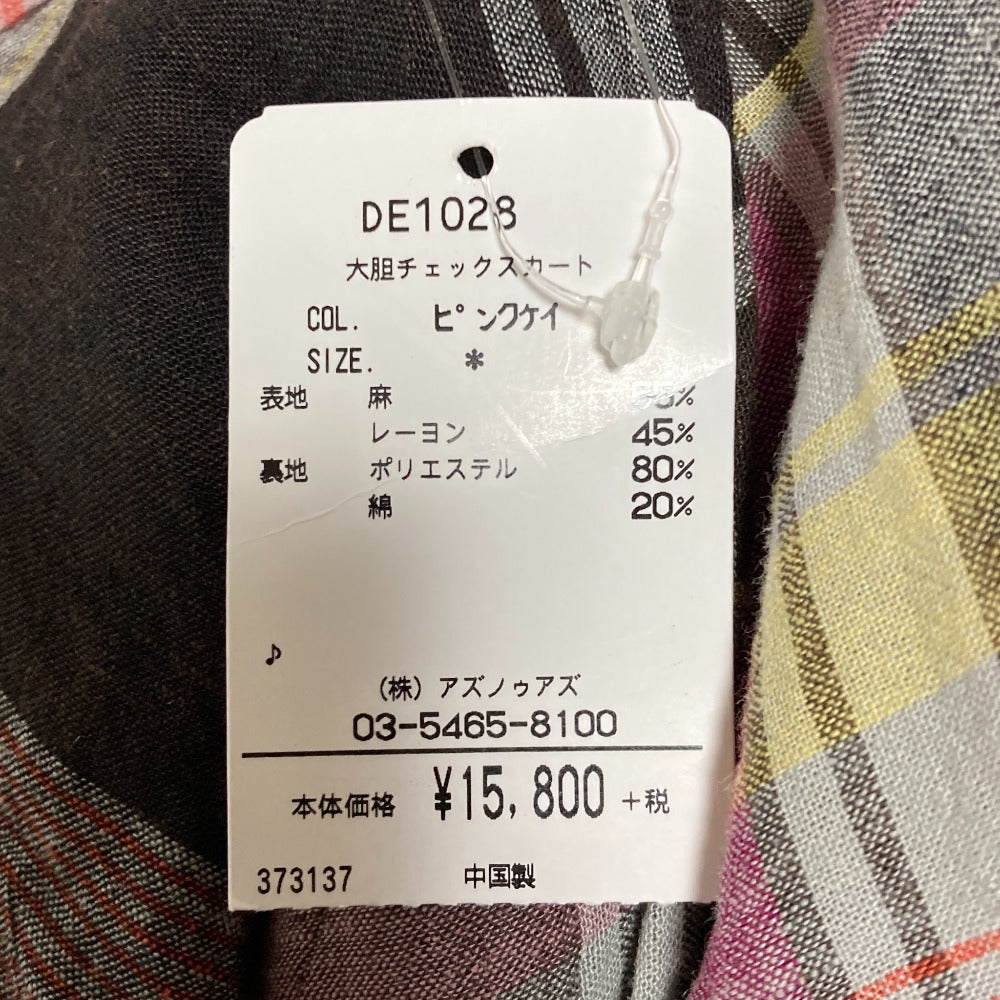 DE1028
大胆チェックスカート
COL. ピンクケイ
SIZE. *
表地 麻
レーヨン 45%
裏地 ポリエステル 80%
綿 20%
♪
(株) アズノゥアズ
03-5465-8100
本体価格 ¥15,800 +税
373137 中国製